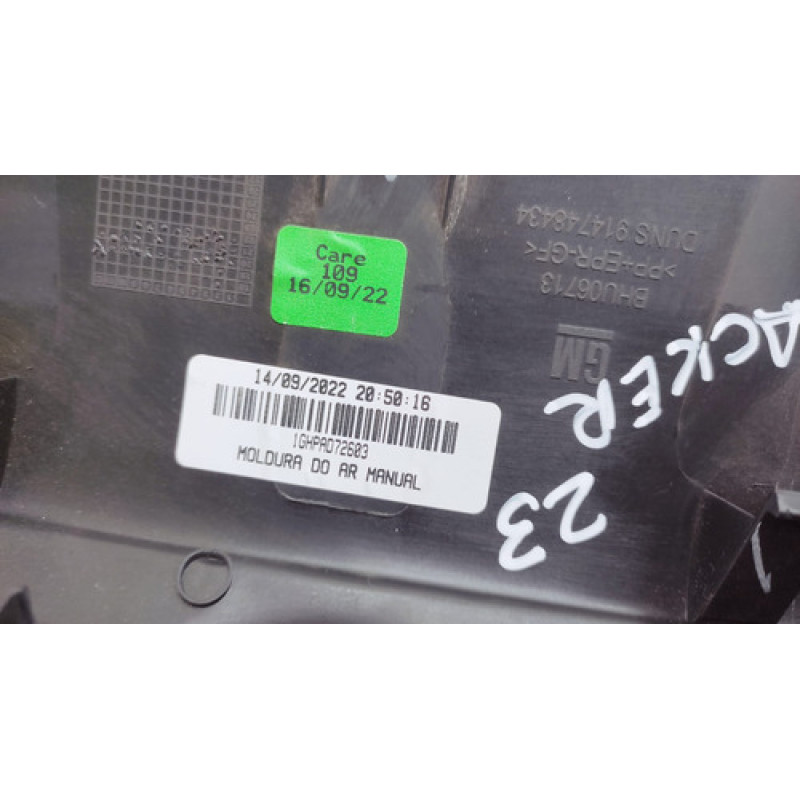 Care
109
16/09/22
14/09/2022 20:50:16
IGHPA072603
MOLDURA DO AR MANUAL
BHU06713
>PP+EPR-GF<
DUNS 914748434
GM
ACKER
23